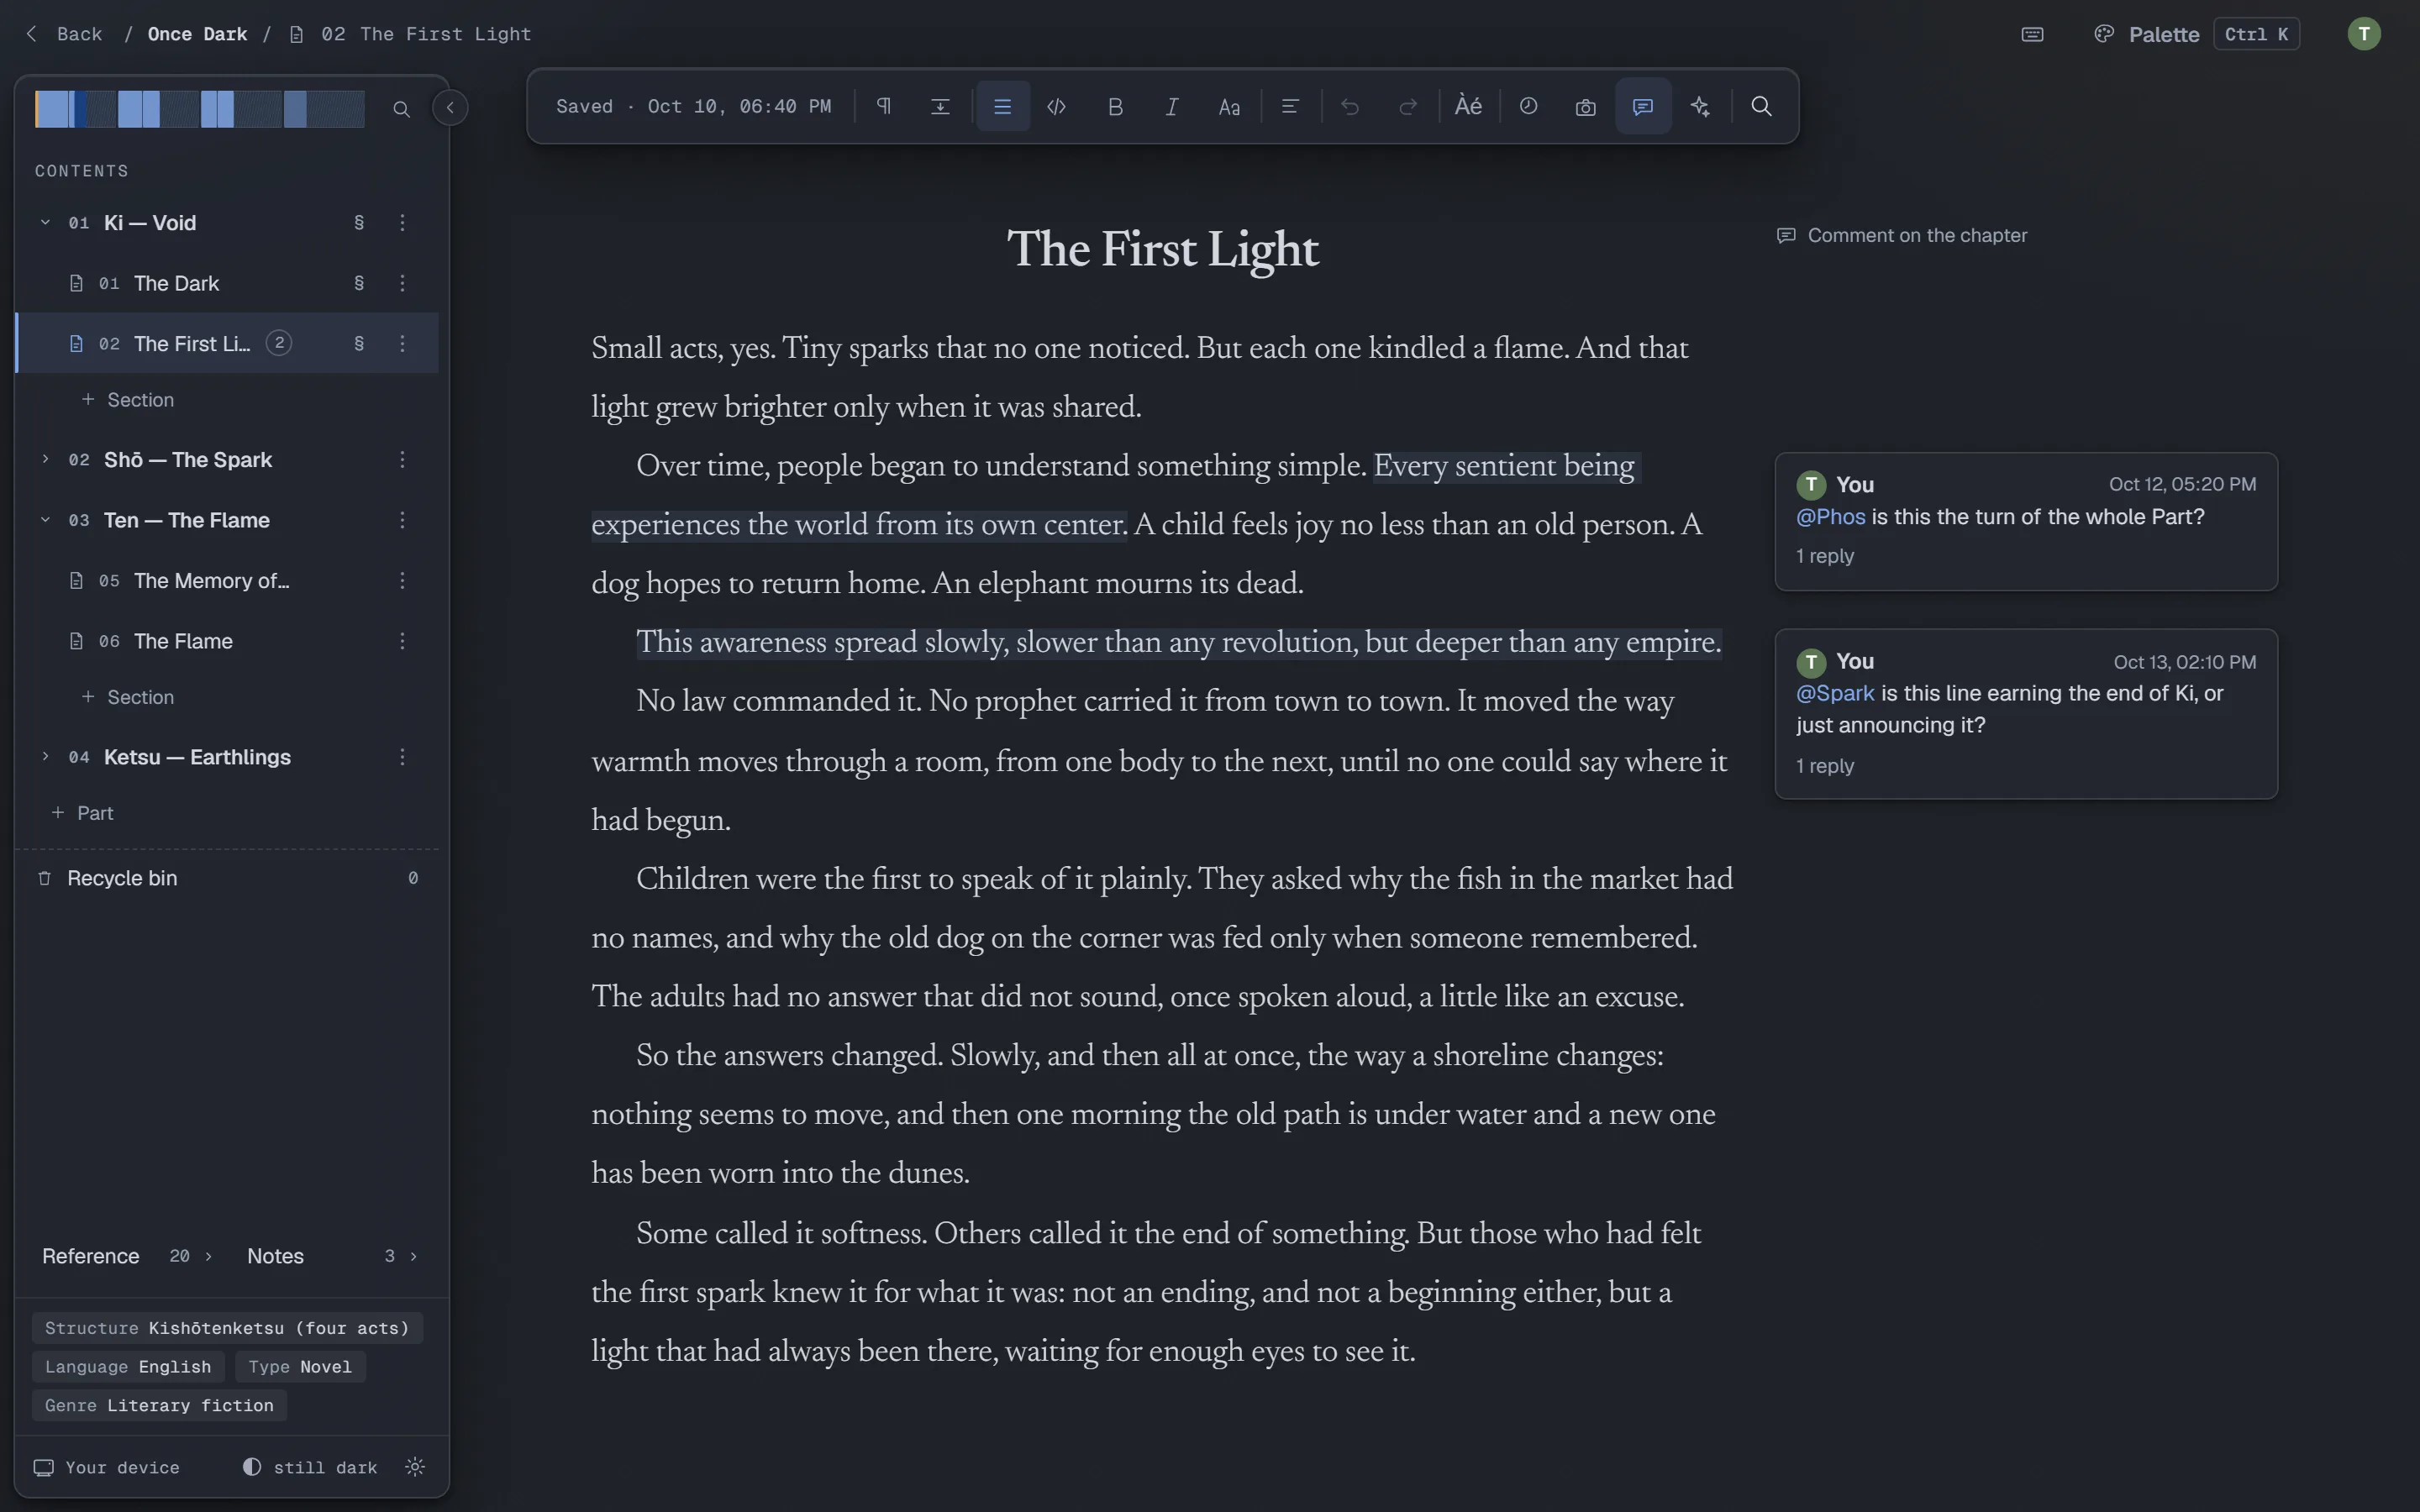 Back / Once Dark / 02 The First Light
Palette Ctrl K
T
Saved · Oct 10, 06:40 PM
Aa
Àé
CONTENTS
01 Ki — Void §
01 The Dark §
02 The First Li... 2 §
+ Section
02 Shō — The Spark
03 Ten — The Flame
05 The Memory of...
06 The Flame
+ Section
04 Ketsu — Earthlings
+ Part
Recycle bin 0
Reference 20 Notes 3
Structure Kishōtenketsu (four acts)
Language English Type Novel
Genre Literary fiction
Your device still dark
The First Light
Small acts, yes. Tiny sparks that no one noticed. But each one kindled a flame. And that
light grew brighter only when it was shared.
Over time, people began to understand something simple. Every sentient being
experiences the world from its own center. A child feels joy no less than an old person. A
dog hopes to return home. An elephant mourns its dead.
This awareness spread slowly, slower than any revolution, but deeper than any empire.
No law commanded it. No prophet carried it from town to town. It moved the way
warmth moves through a room, from one body to the next, until no one could say where it
had begun.
Children were the first to speak of it plainly. They asked why the fish in the market had
no names, and why the old dog on the corner was fed only when someone remembered.
The adults had no answer that did not sound, once spoken aloud, a little like an excuse.
So the answers changed. Slowly, and then all at once, the way a shoreline changes:
nothing seems to move, and then one morning the old path is under water and a new one
has been worn into the dunes.
Some called it softness. Others called it the end of something. But those who had felt
the first spark knew it for what it was: not an ending, and not a beginning either, but a
light that had always been there, waiting for enough eyes to see it.
Comment on the chapter
T You Oct 12, 05:20 PM
@Phos is this the turn of the whole Part?
1 reply
T You Oct 13, 02:10 PM
@Spark is this line earning the end of Ki, or
just announcing it?
1 reply